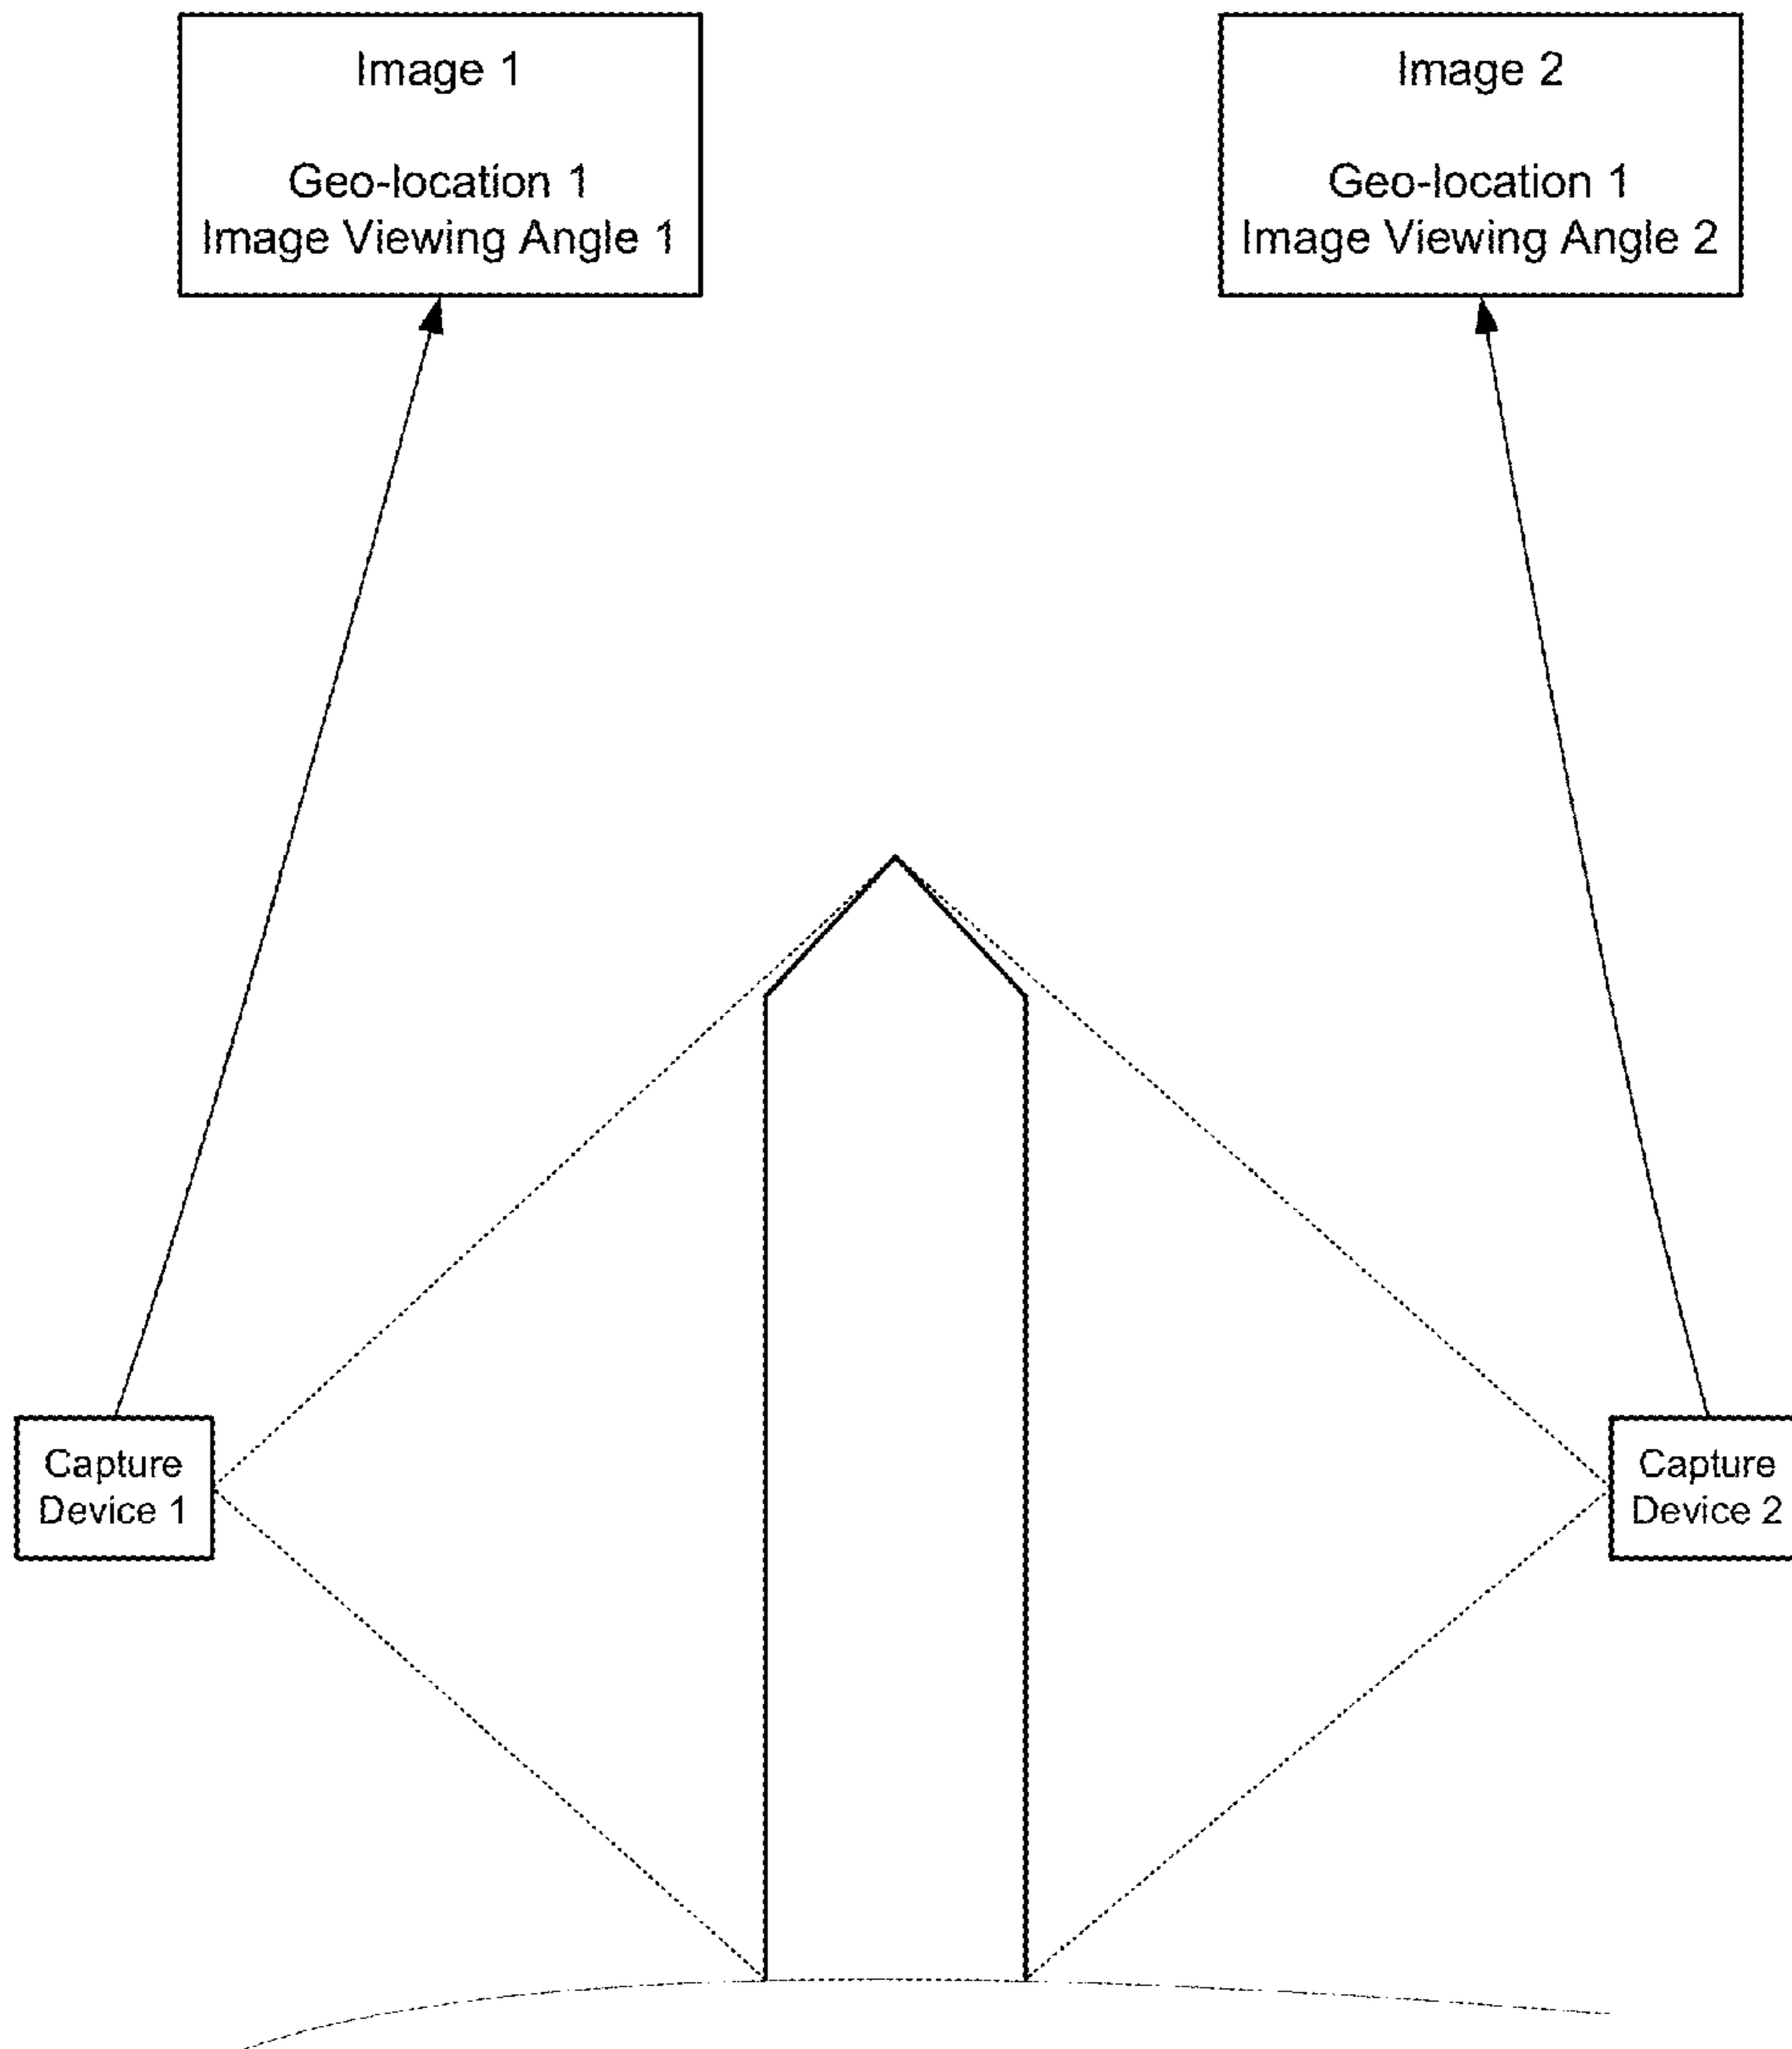 Image 1
Geo-location 1
Image Viewing Angle 1
Image 2
Geo-location 1
Image Viewing Angle 2
Capture
Device 1
Capture
Device 2